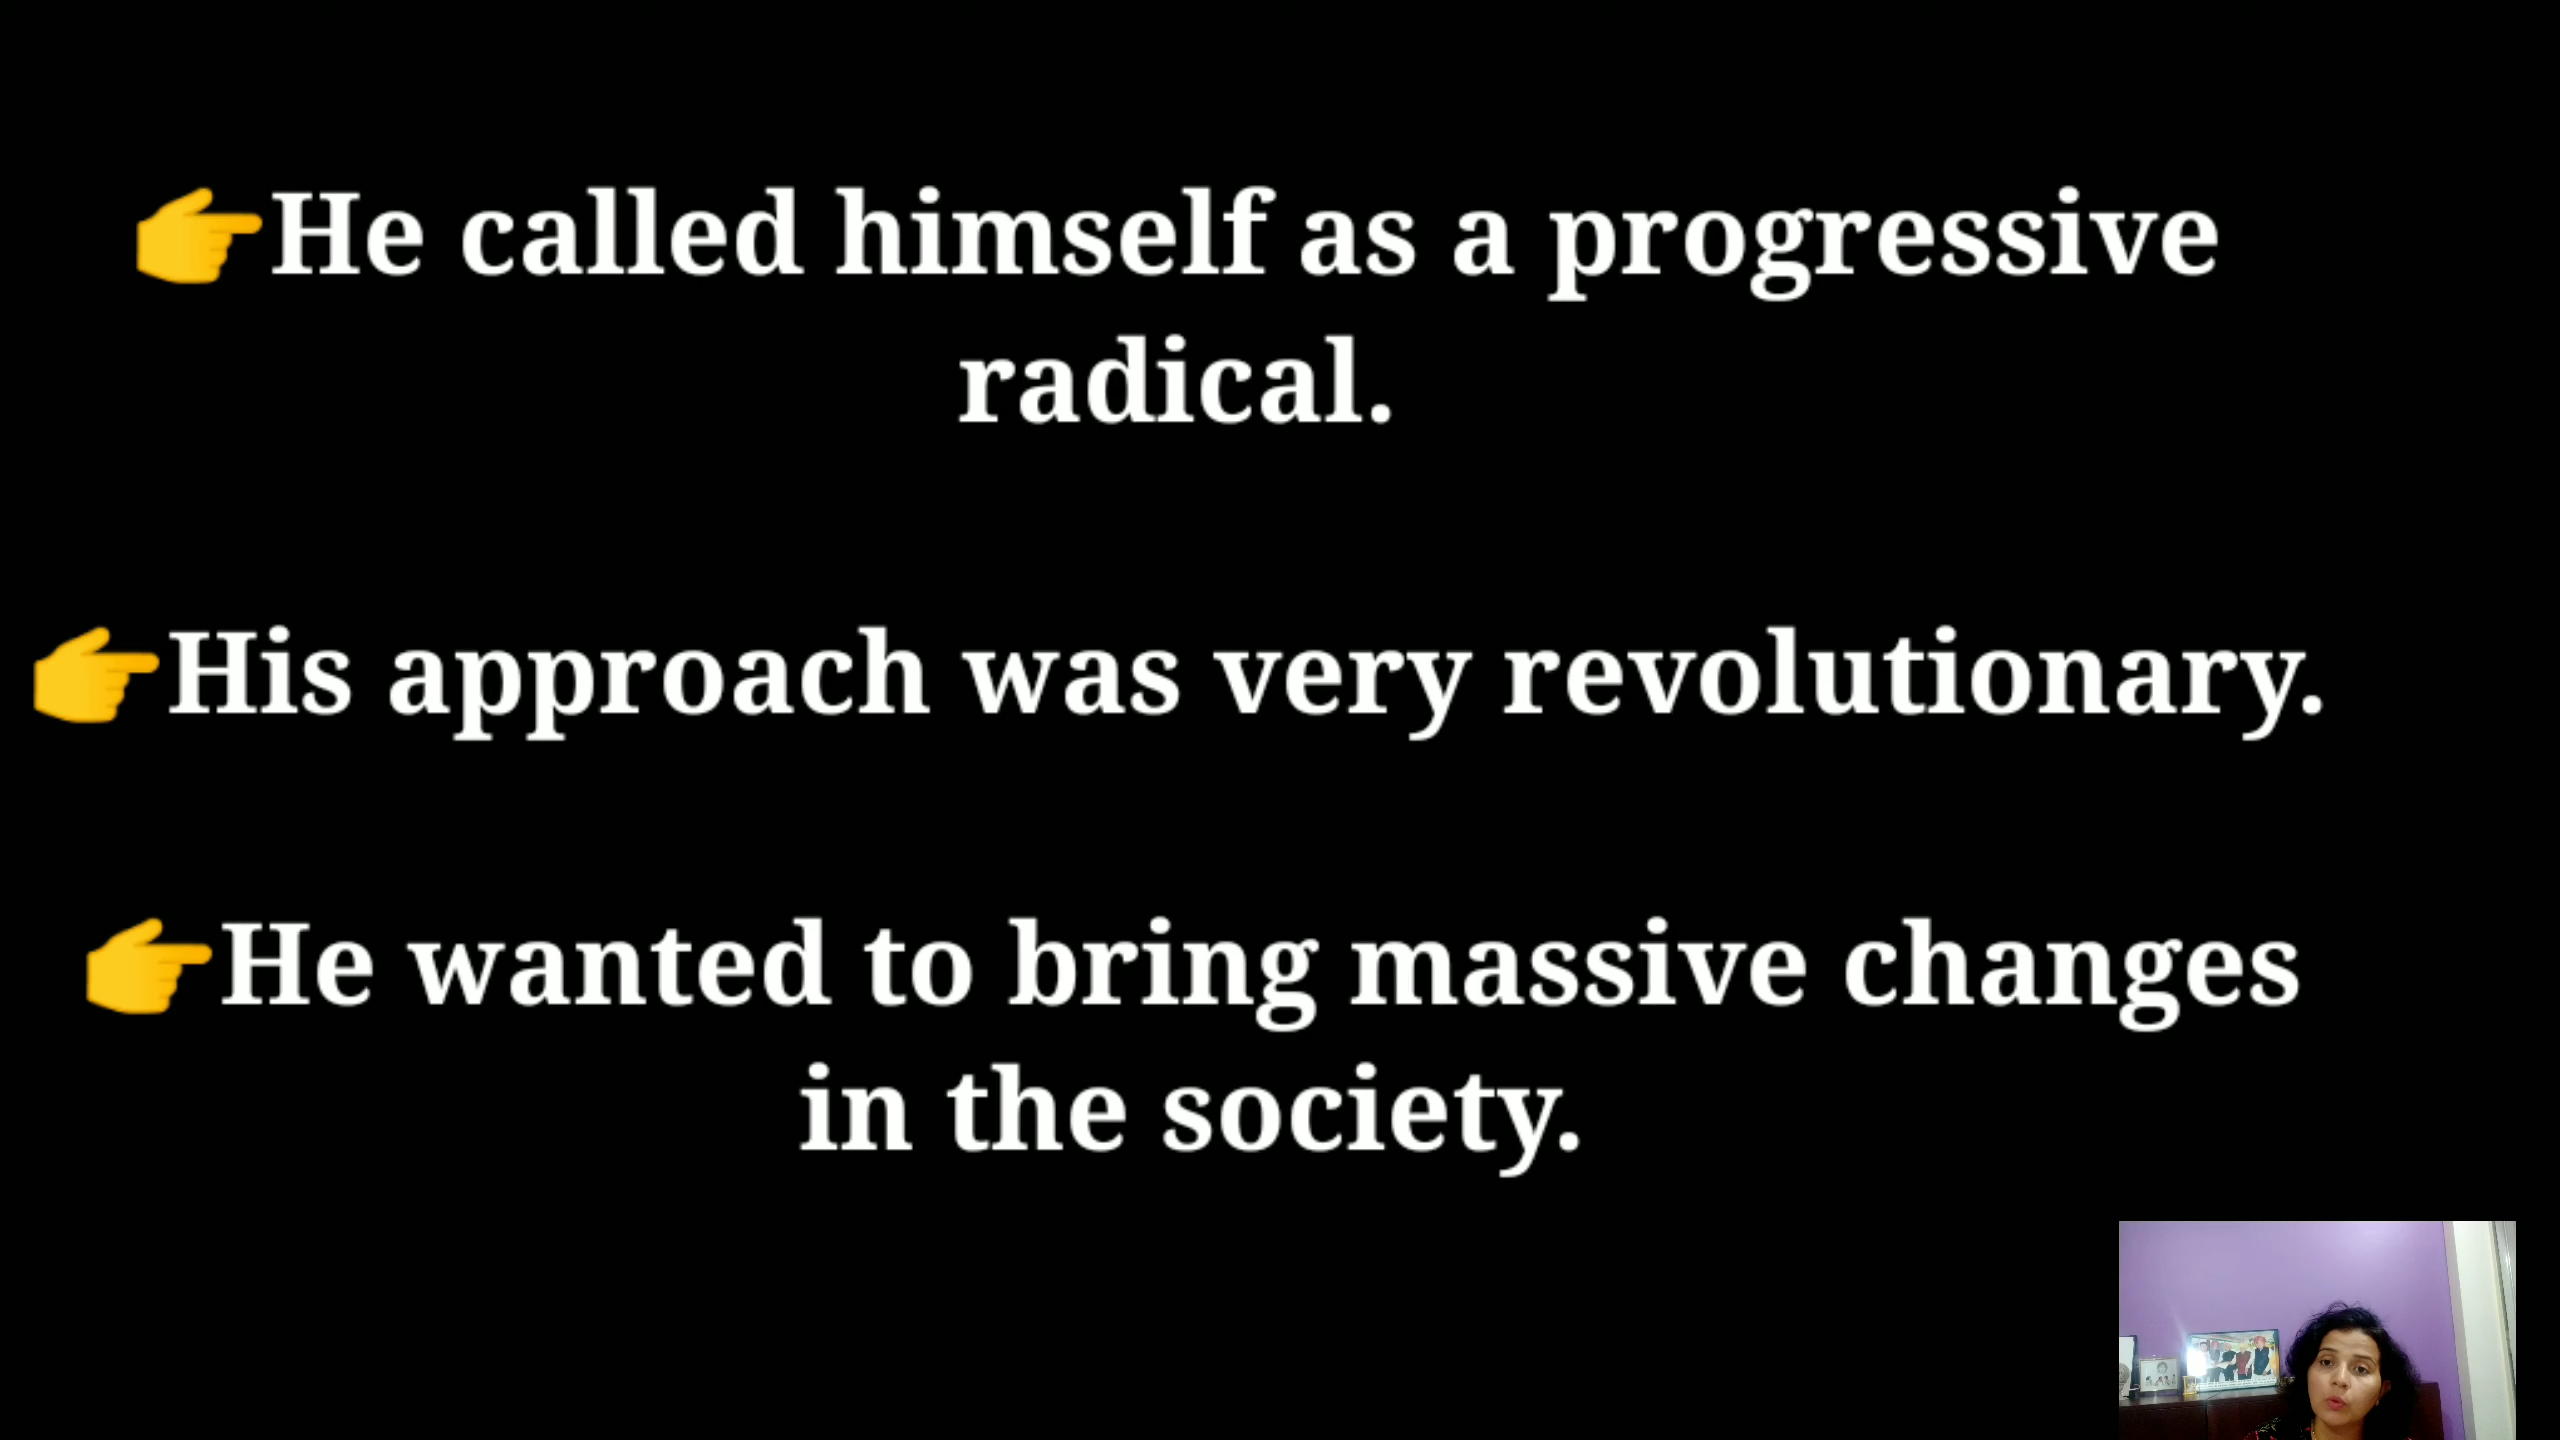 👉He called himself as a progressive
radical.
👉His approach was very revolutionary.
👉He wanted to bring massive changes
in the society.